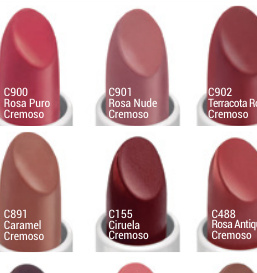 C900
Rosa Puro
Cremoso
C901
Rosa Nude
Cremoso
C902
Terracota R
Cremoso
C891
Caramel
Cremoso
C155
Ciruela
Cremoso
C488
Rosa Antig
Cremoso